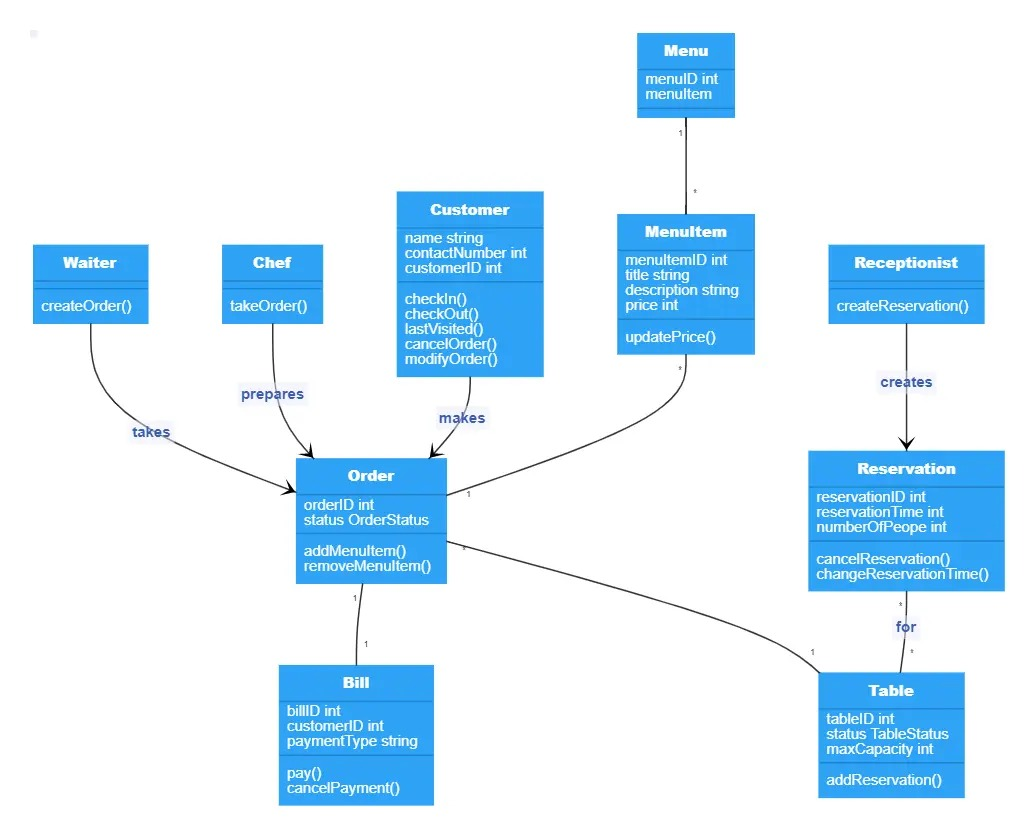 Menu
menuID int
menuItem
1
*
Customer
name string
contactNumber int
customerID int
checkIn()
checkOut()
lastVisited()
cancelOrder()
modifyOrder()
MenuItem
menuItemID int
title string
description string
price int
updatePrice()
Waiter
createOrder()
Chef
takeOrder()
Receptionist
createReservation()
*
takes
prepares
makes
creates
Order
orderID int
status OrderStatus
addMenuItem()
removeMenuItem()
1
*
Reservation
reservationID int
reservationTime int
numberOfPeope int
cancelReservation()
changeReservationTime()
1
1
*
for
*
1
Bill
billID int
customerID int
paymentType string
pay()
cancelPayment()
Table
tableID int
status TableStatus
maxCapacity int
addReservation()